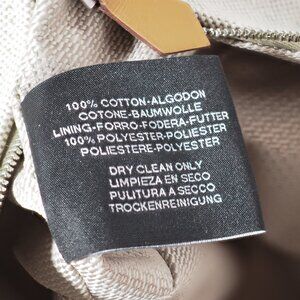 100% COTTON-ALGODON
COTONE-BAUMWOLLE
LINING-FORRO-FODERA-FUTTER
100% POLYESTER-POLIESTER
POLIESTERE-POLYESTER
DRY CLEAN ONLY
LIMPIEZA EN SECO
PULITURA A SECCO
TROCKENREINIGUNG